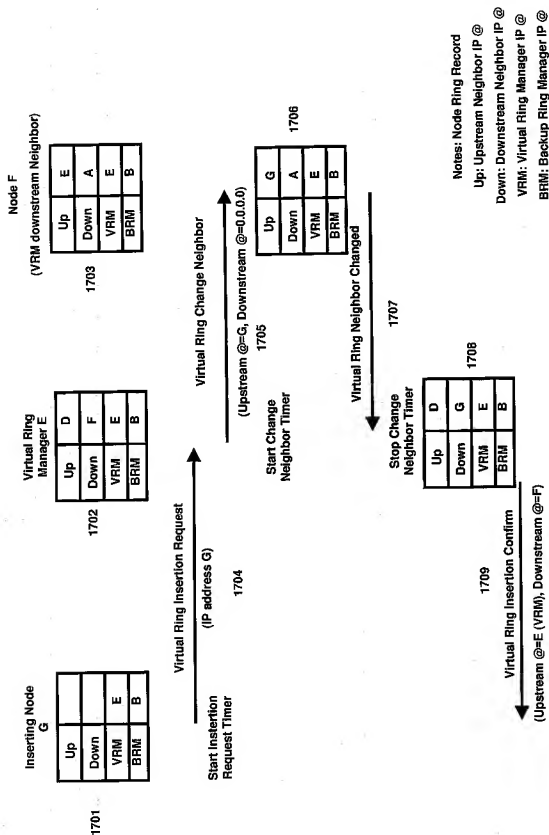 Inserting Node
G
1701
Up
Down
VRM E
BRM B
Virtual Ring
Manager E
1702
Up D
Down F
VRM E
BRM B
Node F
(VRM downstream Neighbor)
1703
Up E
Down A
VRM E
BRM B
Virtual Ring Insertion Request
(IP address G)
1704
Start Instertion
Request Timer
Virtual Ring Change Neighbor
(Upstream @=G, Downstream @=0.0.0.0)
1705
Start Change
Neighbor Timer
Up G
Down A
VRM E
BRM B
1706
Virtual Ring Neighbor Changed
1707
Stop Change
Neighbor Timer
Up D
Down G
VRM E
BRM B
1708
1709
Virtual Ring Insertion Confirm
(Upstream @=E (VRM), Downstream @=F)
Notes: Node Ring Record
Up: Upstream Neighbor IP @
Down: Downstream Neighbor IP @
VRM: Virtual Ring Manager IP @
BRM: Backup Ring Manager IP @